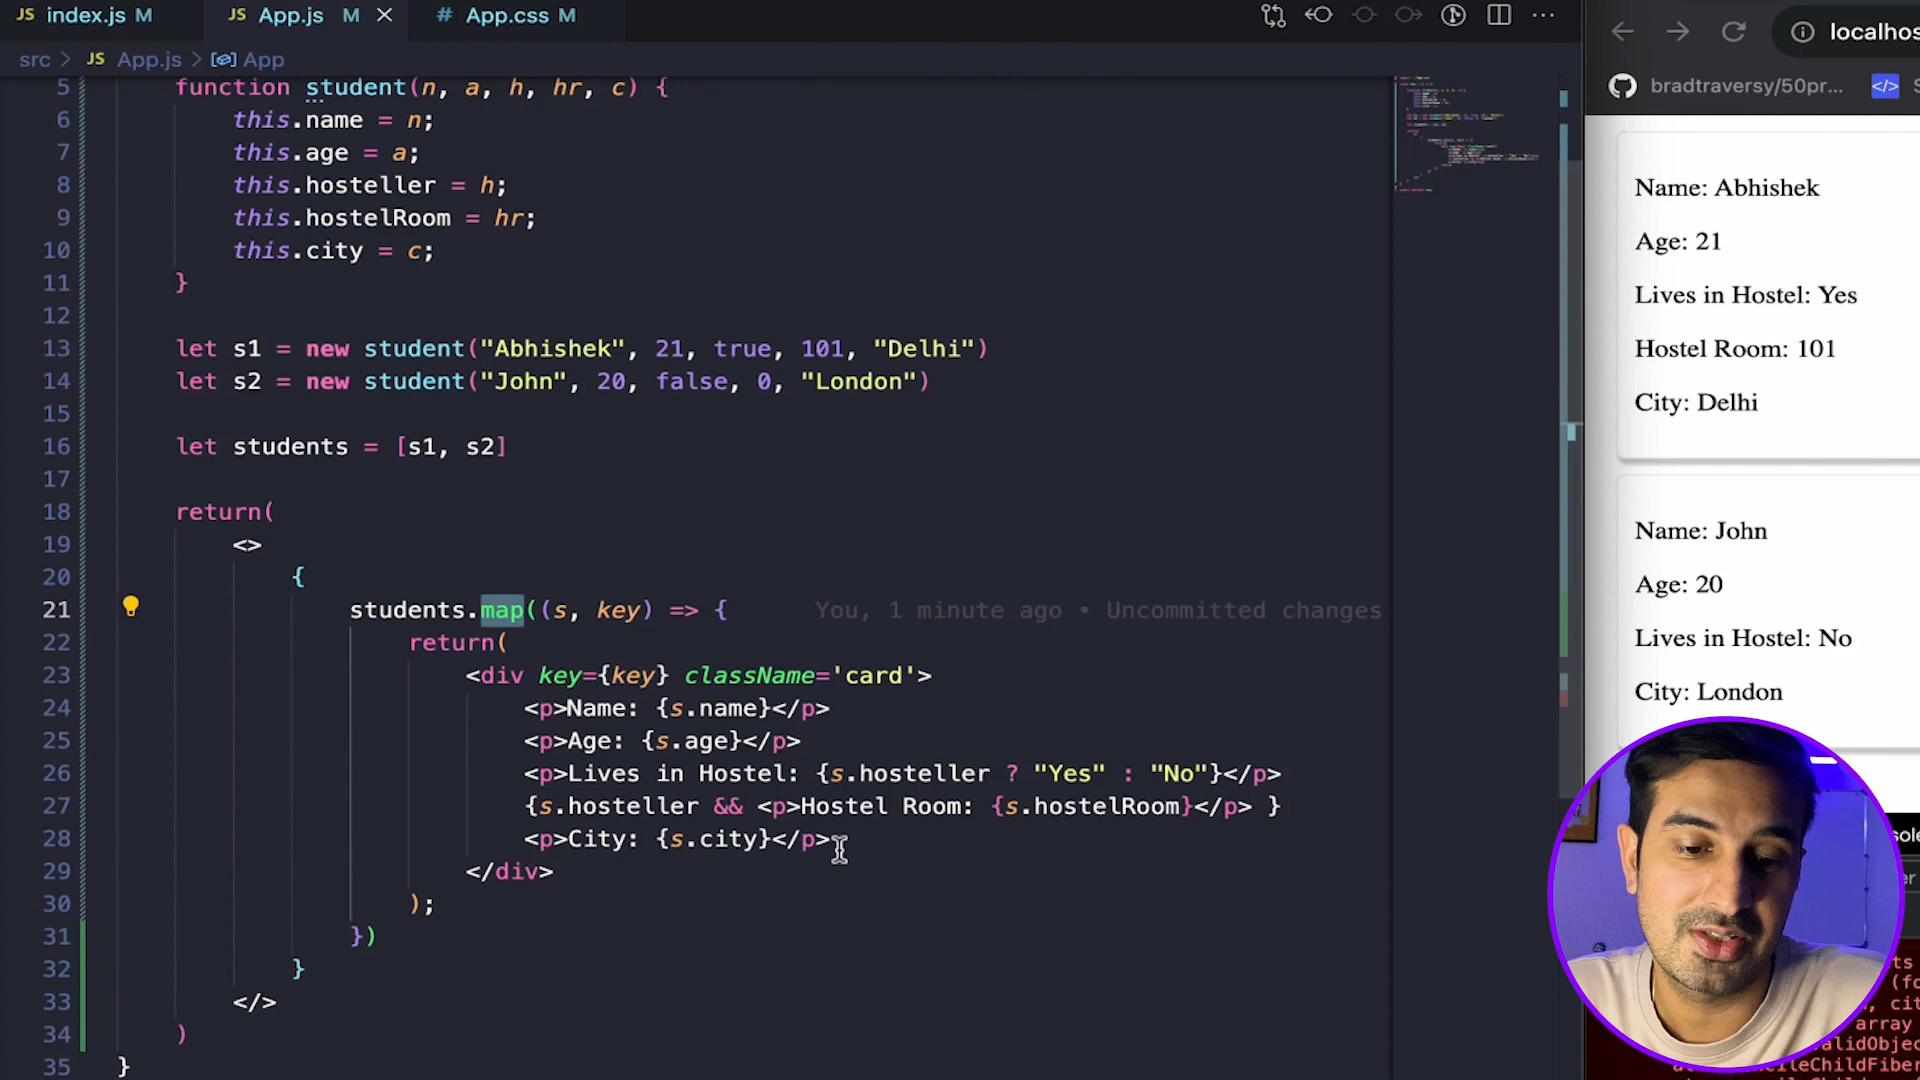 JS index.js M
JS App.js M
# App.css M
src > JS App.js > App
5 function student(n, a, h, hr, c) {
6 this.name = n;
7 this.age = a;
8 this.hosteller = h;
9 this.hostelRoom = hr;
10 this.city = c;
11 }
12
13 let s1 = new student("Abhishek", 21, true, 101, "Delhi")
14 let s2 = new student("John", 20, false, 0, "London")
15
16 let students = [s1, s2]
17
18 return(
19 <>
20 {
21 students.map((s, key) => { You, 1 minute ago • Uncommitted changes
22 return(
23 <div key={key} className='card'>
24 <p>Name: {s.name}</p>
25 <p>Age: {s.age}</p>
26 <p>Lives in Hostel: {s.hosteller ? "Yes" : "No"}</p>
27 {s.hosteller && <p>Hostel Room: {s.hostelRoom}</p> }
28 <p>City: {s.city}</p>
29 </div>
30 );
31 })
32 }
33 </>
34 )
35 }
localhos
bradtraversy/50pr...
Name: Abhishek
Age: 21
Lives in Hostel: Yes
Hostel Room: 101
City: Delhi
Name: John
Age: 20
Lives in Hostel: No
City: London
array